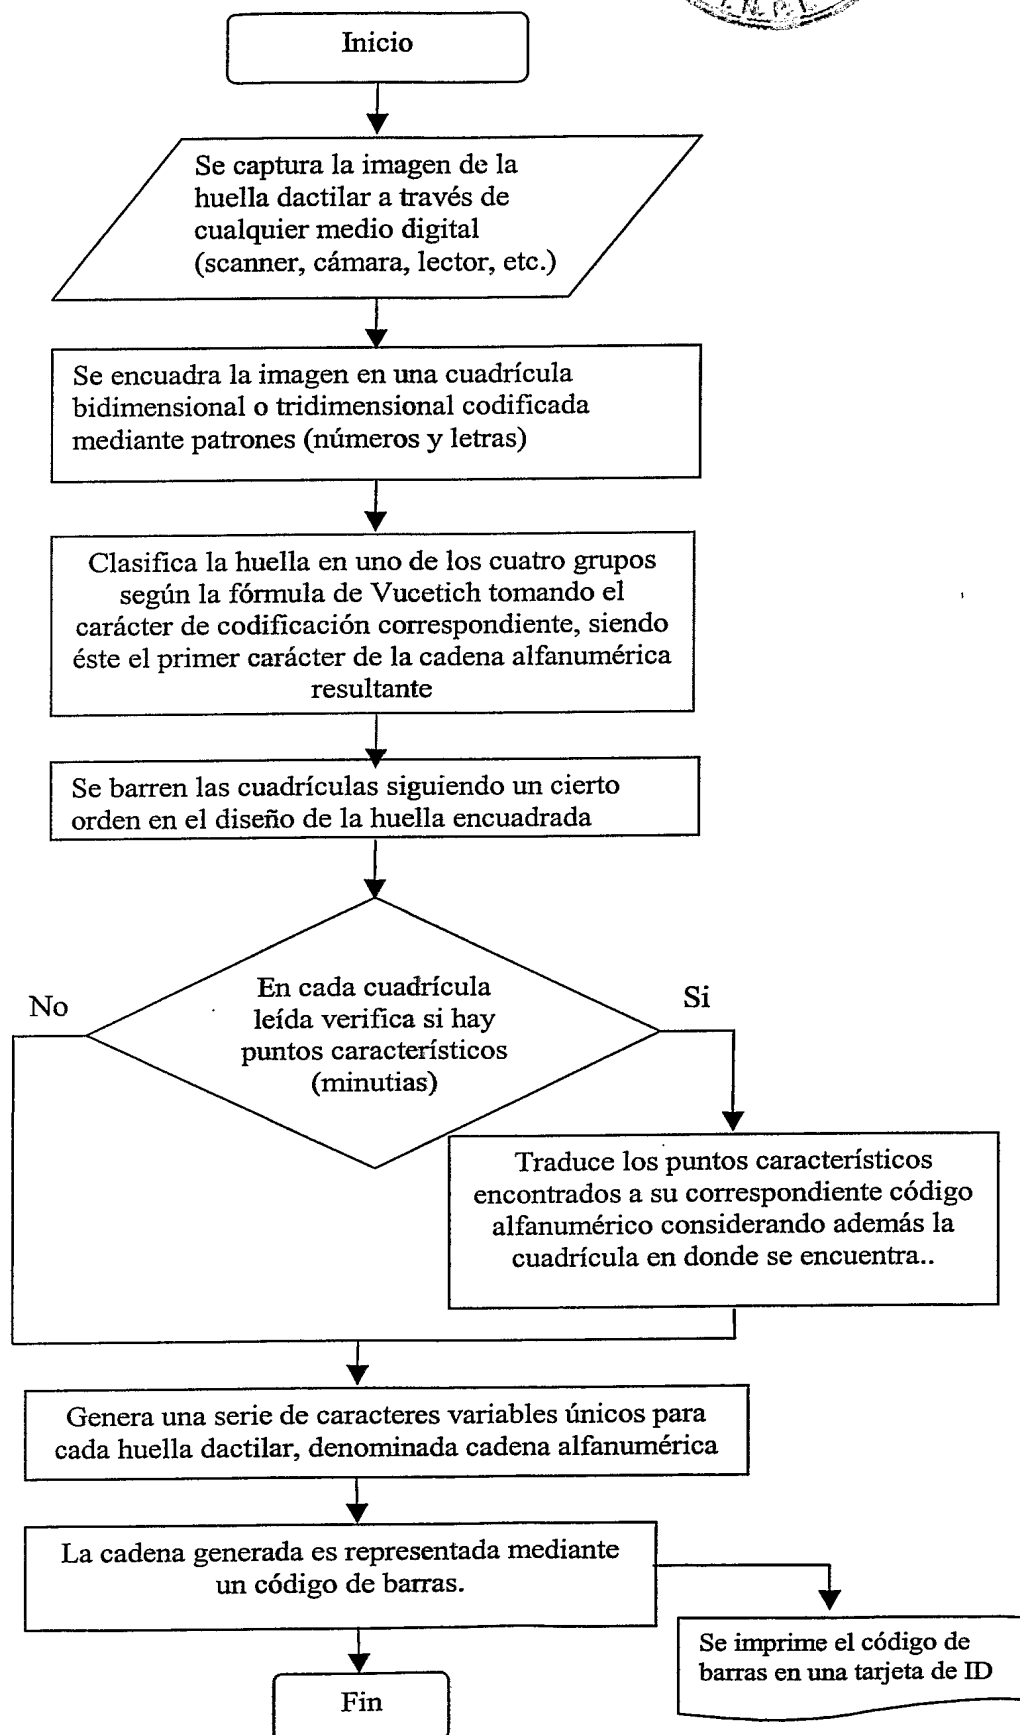 Inicio
Se captura la imagen de la
huella dactilar a través de
cualquier medio digital
(scanner, cámara, lector, etc.)
Se encuadra la imagen en una cuadrícula
bidimensional o tridimensional codificada
mediante patrones (números y letras)
Clasifica la huella en uno de los cuatro grupos
según la fórmula de Vucetich tomando el
carácter de codificación correspondiente, siendo
éste el primer carácter de la cadena alfanumérica
resultante
Se barren las cuadrículas siguiendo un cierto
orden en el diseño de la huella encuadrada
En cada cuadrícula
leída verifica si hay
puntos característicos
(minutias)
No
Si
Traduce los puntos característicos
encontrados a su correspondiente código
alfanumérico considerando además la
cuadrícula en donde se encuentra..
Genera una serie de caracteres variables únicos para
cada huella dactilar, denominada cadena alfanumérica
La cadena generada es representada mediante
un código de barras.
Se imprime el código de
barras en una tarjeta de ID
Fin